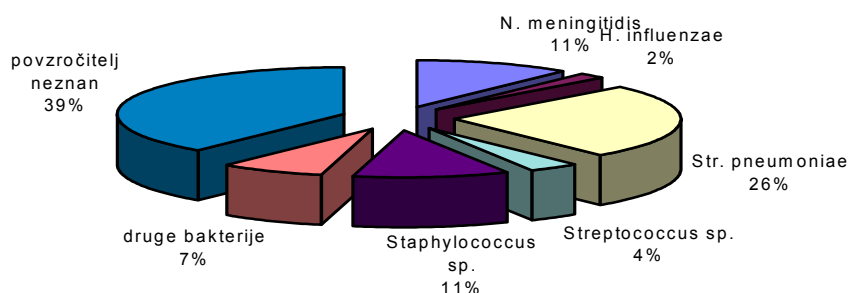 N. meningitidis
11%
H. influenzae
2%
povzročitelj
neznan
39%
Str. pneumoniae
26%
Streptococcus sp.
4%
Staphylococcus
sp.
11%
druge bakterije
7%